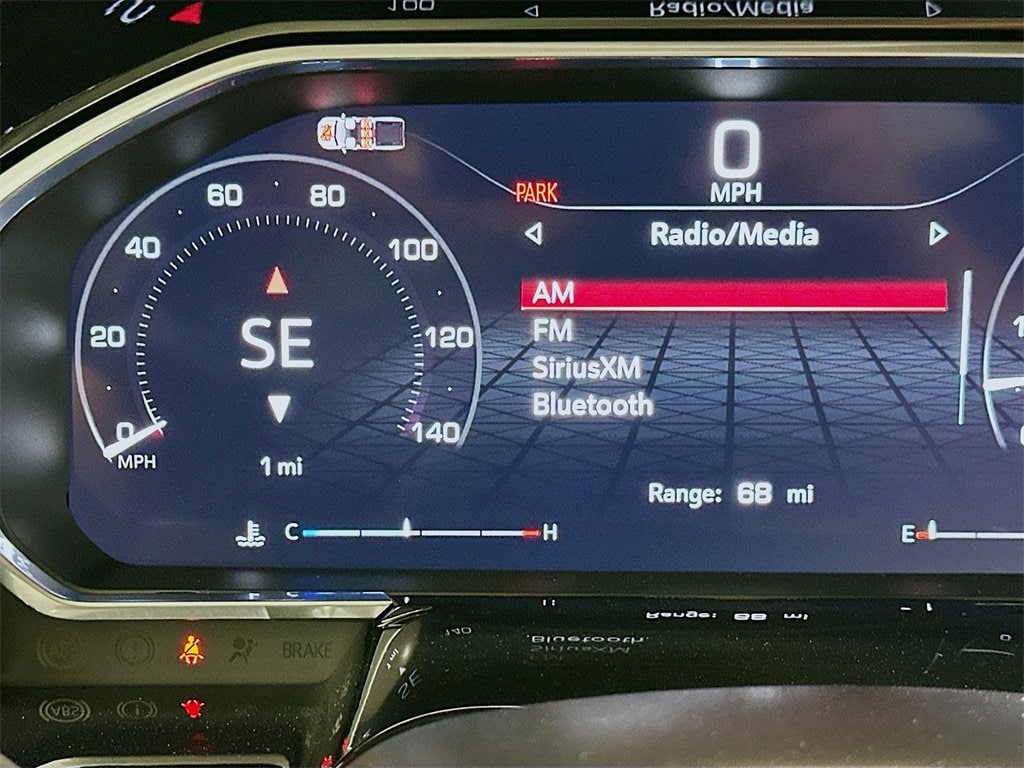 0
MPH
PARK
Radio/Media
60
80
40
100
20
120
0
140
MPH
SE
1 mi
AM
FM
SiriusXM
Bluetooth
Range: 68 mi
C
H
E
ABS
BRAKE